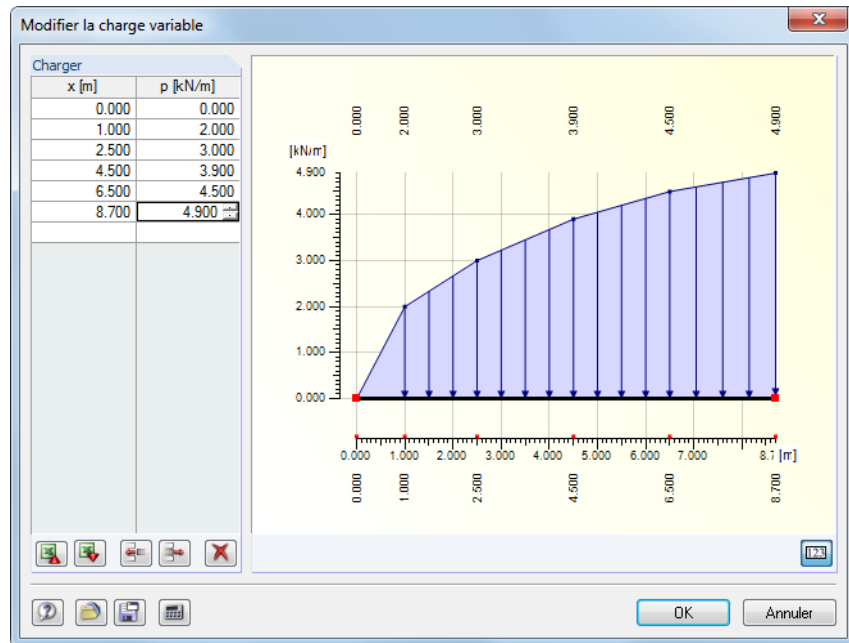 Modifier la charge variable
Charger
x [m] p [kN/m]
0.000 0.000
1.000 2.000
2.500 3.000
4.500 3.900
6.500 4.500
8.700 4.900
0.000 2.000 3.000 3.900 4.500 4.900
[kN/m]
4.900
4.000
3.000
2.000
1.000
0.000
0.000 1.000 2.000 3.000 4.000 5.000 6.000 7.000 8.7 [m]
0.000 1.000 2.500 4.500 6.500 8.700
123
OK Annuler